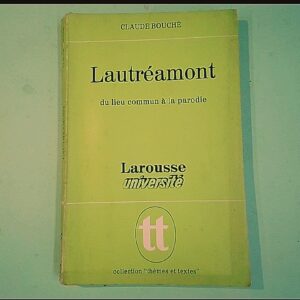 CLAUDE BOUCHÉ
Lautréamont
du lieu commun à la parodie
Larousse
université
tt
collection "thèmes et textes"